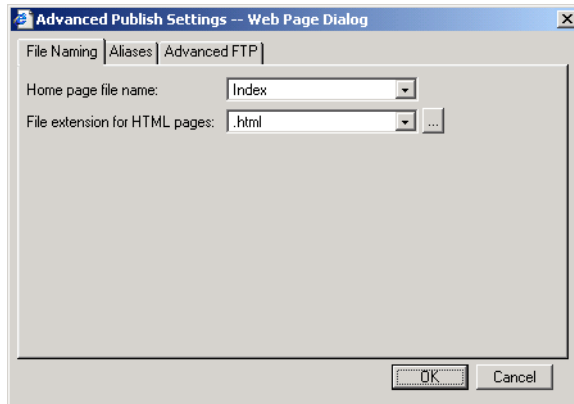 Advanced Publish Settings -- Web Page Dialog
File Naming Aliases Advanced FTP
Home page file name: Index
File extension for HTML pages: .html ...
OK Cancel